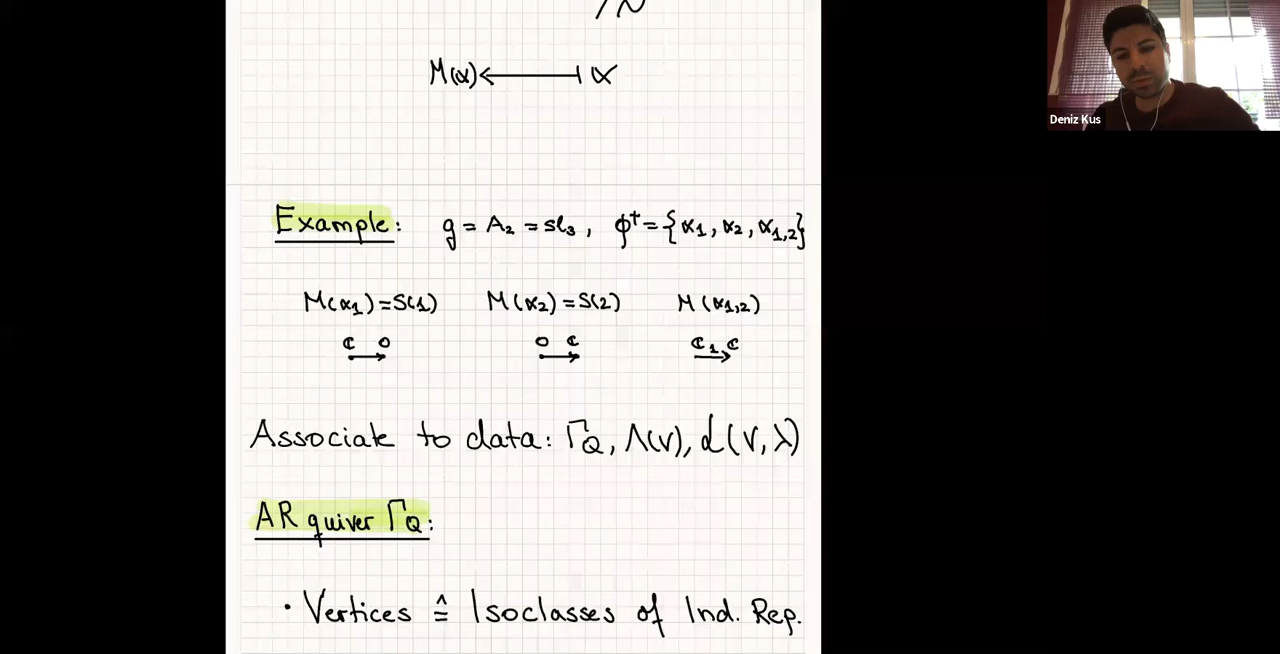 M(α) ⟵⊣ α
Deniz Kus
Example: g = A₂ = sl₃, ϕ⁺ = {α₁, α₂, α₁,₂}
M(α₁) = S(1) M(α₂) = S(2) M(α₁,₂)
ℂ 0 0 ℂ ℂ 1 ℂ
Associate to data: Γ_Q, Λ(V), L(V, λ)
AR quiver Γ_Q:
• Vertices ≙ Isoclasses of Ind. Rep.